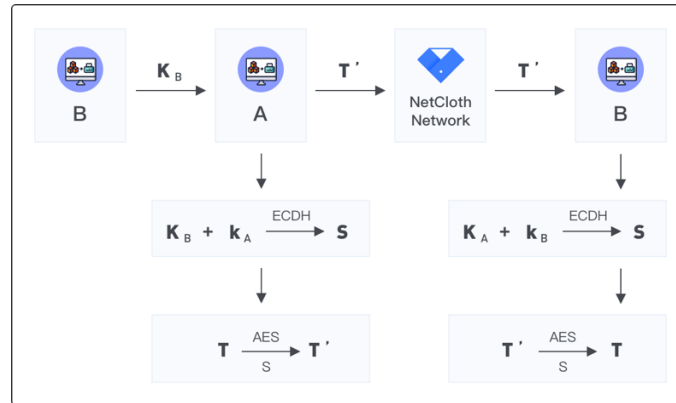 K B
T ’
T ’
B
A
NetCloth
Network
B
K B + k A ECDH S
K A + k B ECDH S
T AES S T ’
T ’ AES S T